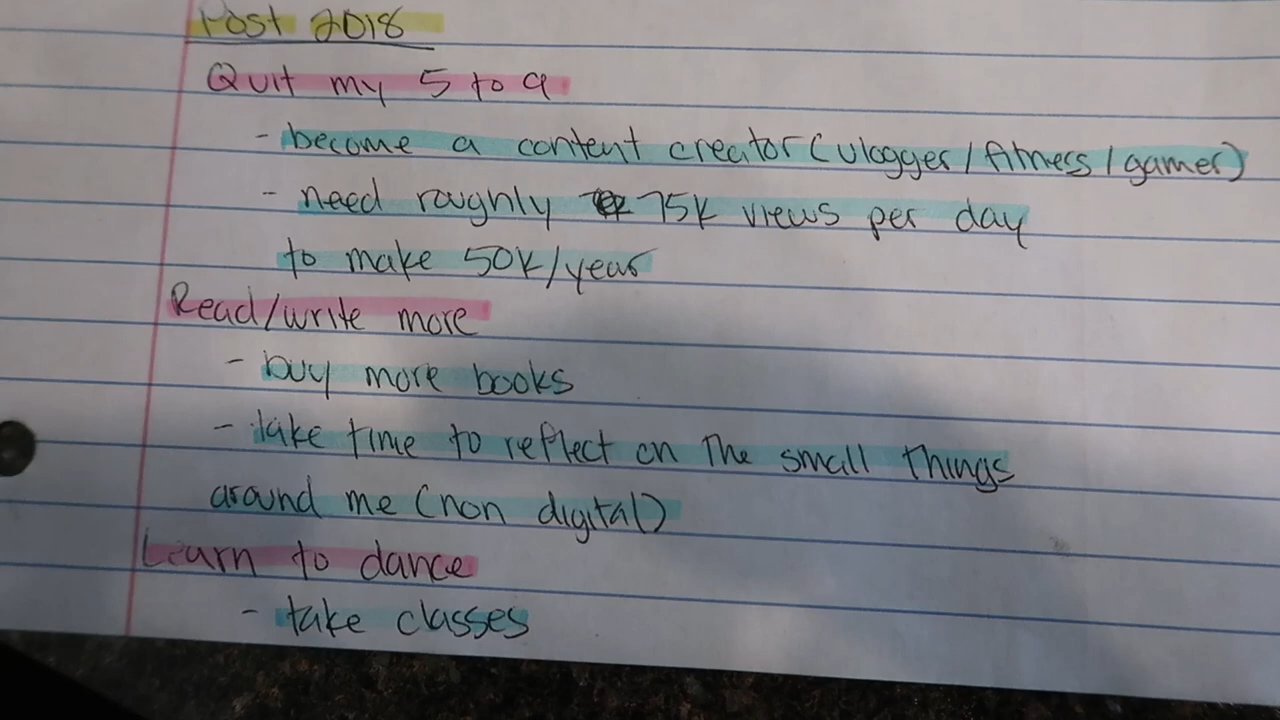 Post 2018
Quit my 5 to 9
- become a content creator (vlogger/fitness/gamer)
- need roughly 75k views per day
to make 50k/year
Read/write more
- buy more books
- take time to reflect on the small things
around me (non digital)
Learn to dance
- take classes